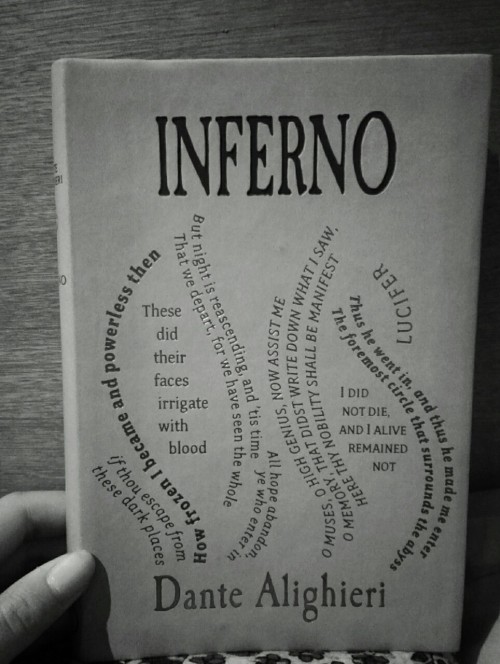 INFERNO
But night is reascending, and 'tis time
That we depart, for we have seen the whole
How frozen I became and powerless then
These
did
their
faces
irrigate
with
blood
if thou escape from
these dark places
All hope abandon,
ye who enter in
O MUSES, O HIGH GENIUS, NOW ASSIST ME
O MEMORY, THAT DIDST WRITE DOWN WHAT I SAW,
HERE THY NOBILITY SHALL BE MANIFEST
LUCIFER
Thus he went in, and thus he made me enter
The foremost circle that surrounds the abyss
I DID
NOT DIE,
AND I ALIVE
REMAINED
NOT
Dante Alighieri